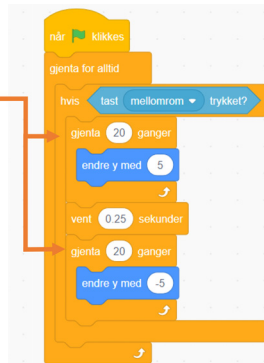 når klikkes
gjenta for alltid
hvis tast mellomrom trykket?
gjenta 20 ganger
endre y med 5
vent 0.25 sekunder
gjenta 20 ganger
endre y med -5